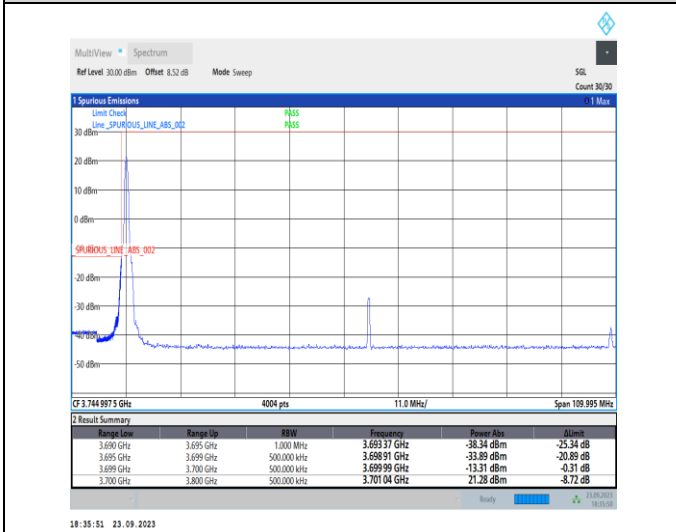 MultiView Spectrum
Ref Level 30.00 dBm Offset 8.52 dB Mode Sweep SGL
Count 30/30
1 Spurious Emissions 1 Max
Limit Check PASS
Line _SPURIOUS_LINE_ABS_002 PASS
30 dBm
20 dBm
10 dBm
0 dBm
_SPURIOUS_LINE_ABS_002
-20 dBm
-30 dBm
-40 dBm
-50 dBm
CF 3.744 997 5 GHz 4004 pts 11.0 MHz/ Span 109.995 MHz
2 Result Summary
Range Low Range Up RBW Frequency Power Abs ΔLimit
3.690 GHz 3.695 GHz 1.000 MHz 3.693 37 GHz -38.34 dBm -25.34 dB
3.695 GHz 3.699 GHz 500.000 kHz 3.698 91 GHz -33.89 dBm -20.89 dB
3.699 GHz 3.700 GHz 500.000 kHz 3.699 99 GHz -13.31 dBm -0.31 dB
3.700 GHz 3.800 GHz 500.000 kHz 3.701 04 GHz 21.28 dBm -8.72 dB
Ready 23.09.2023
18:35:50
18:35:51 23.09.2023